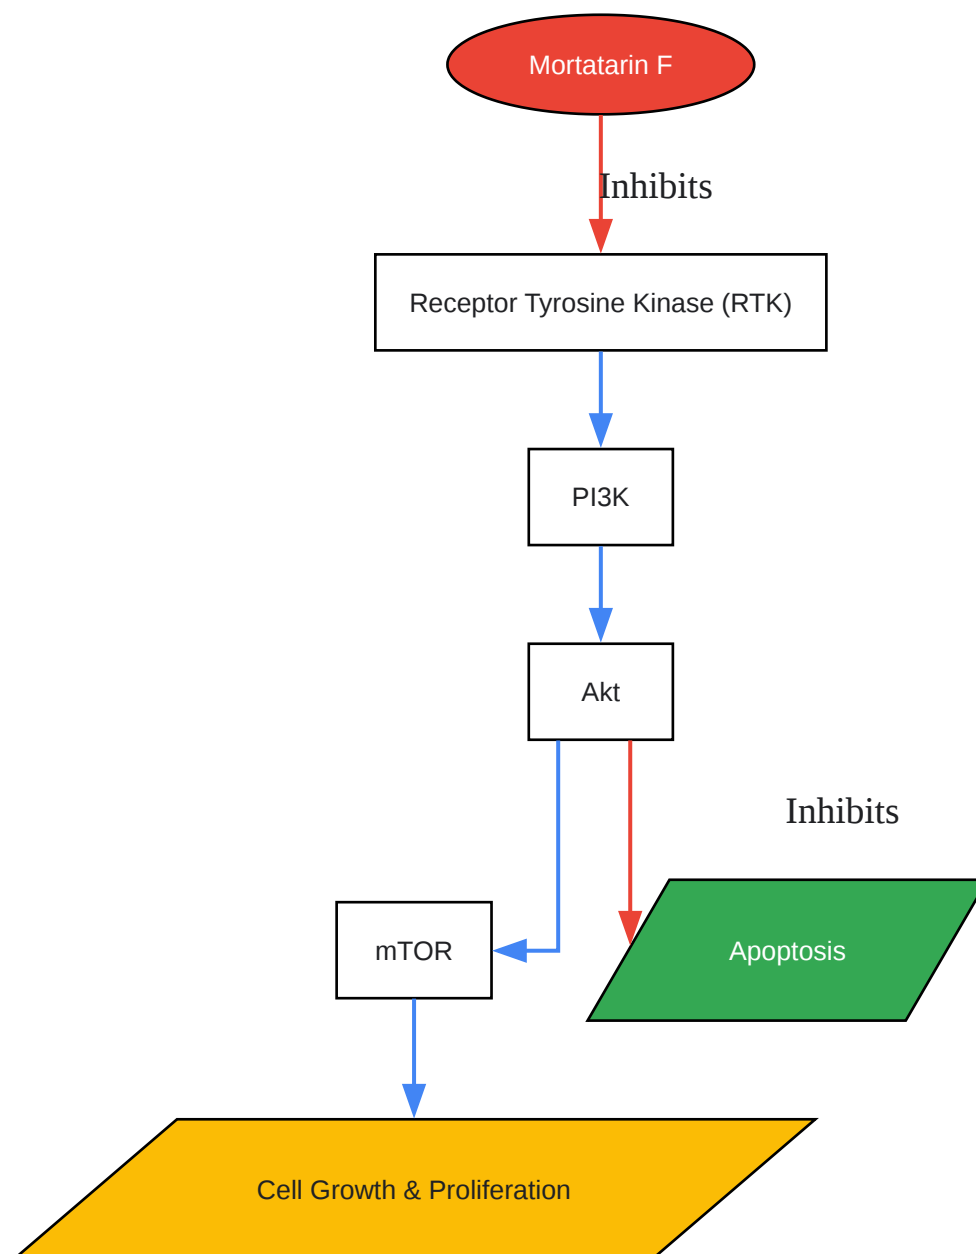 Mortatarin F
Inhibits
Receptor Tyrosine Kinase (RTK)
PI3K
Akt
Inhibits
mTOR
Apoptosis
Cell Growth & Proliferation